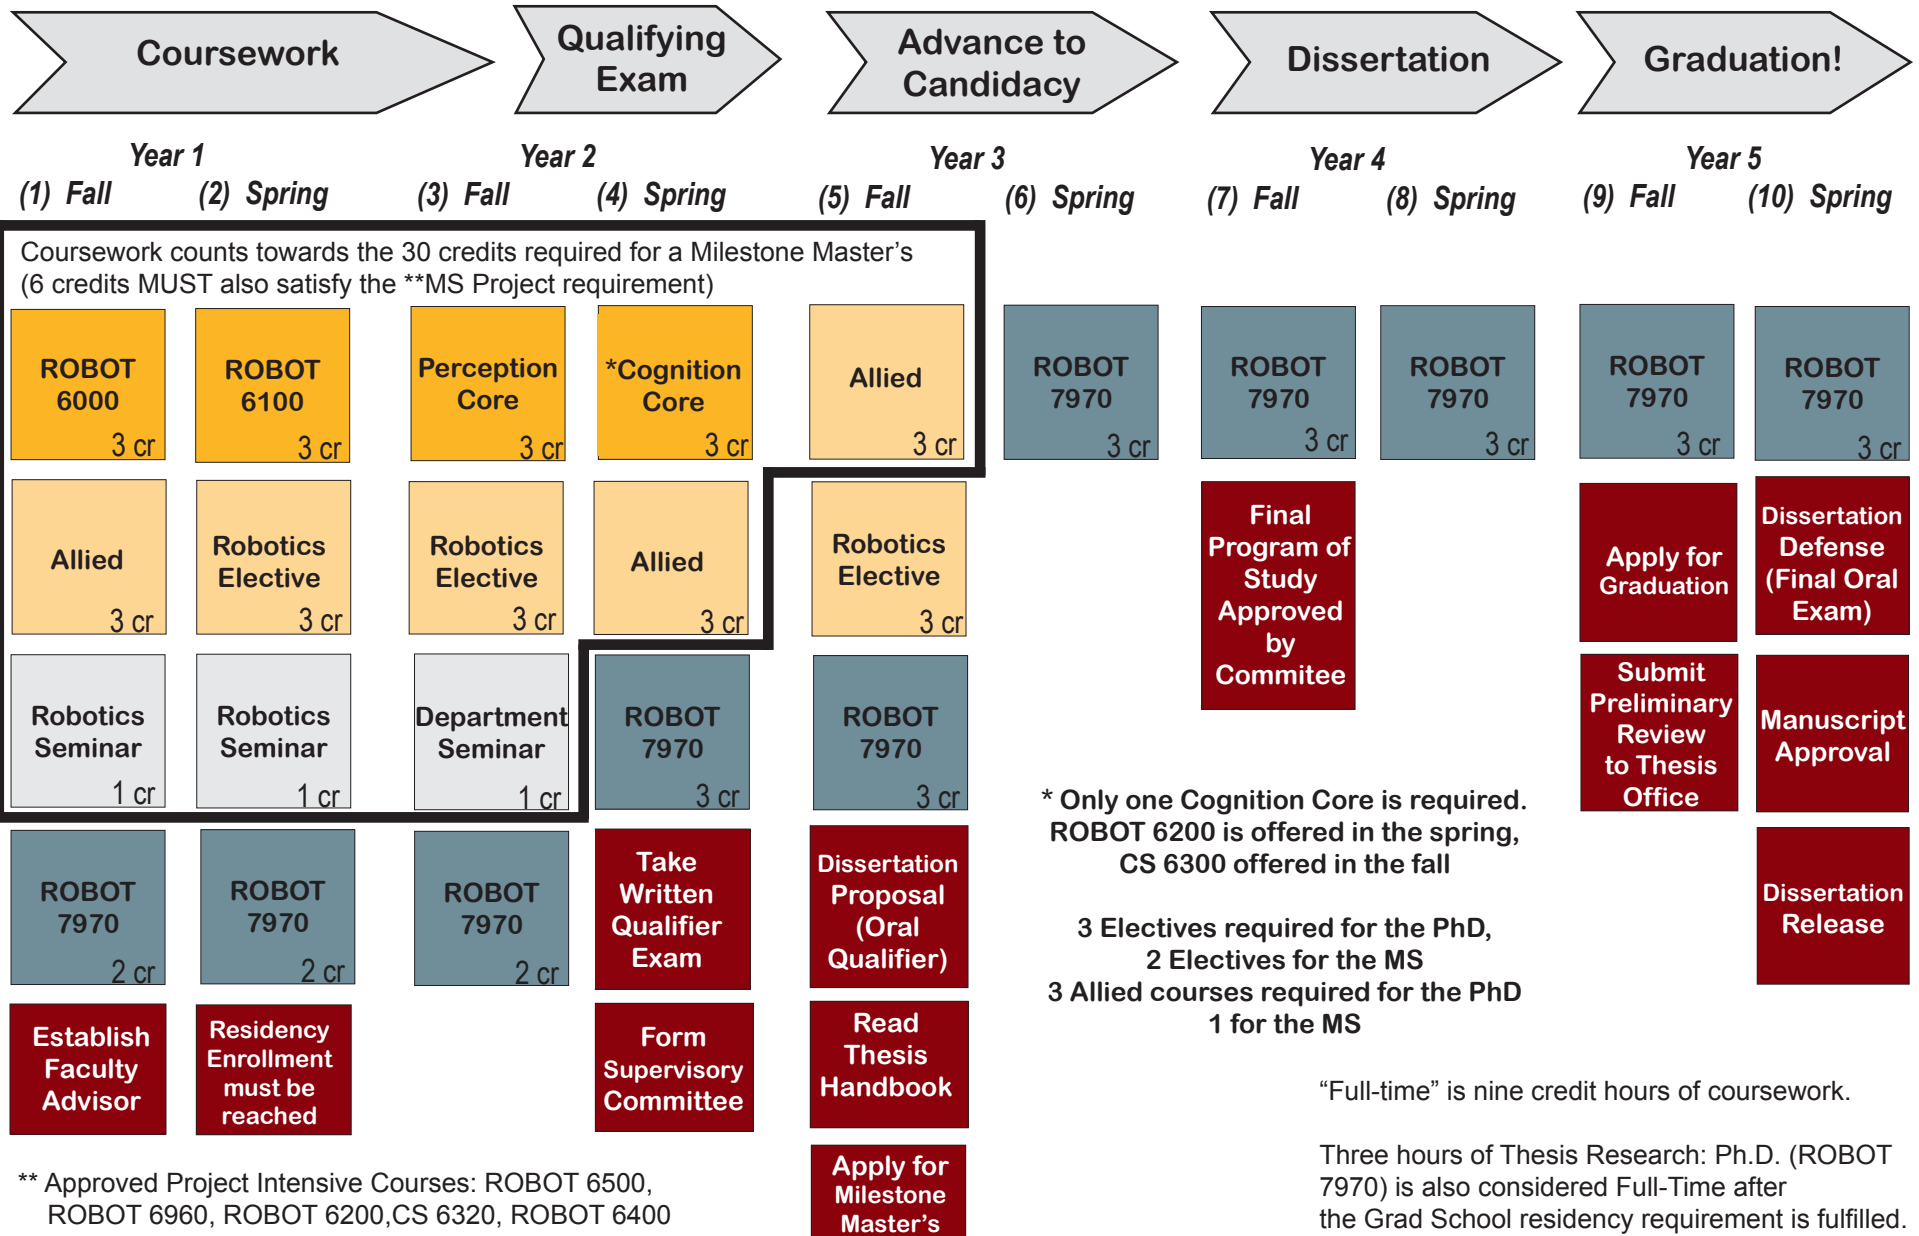 Coursework
Qualifying
Exam
Advance to
Candidacy
Dissertation
Graduation!
Year 1
Year 2
Year 3
Year 4
Year 5
(1) Fall
(2) Spring
(3) Fall
(4) Spring
(5) Fall
(6) Spring
(7) Fall
(8) Spring
(9) Fall
(10) Spring
Coursework counts towards the 30 credits required for a Milestone Master's
(6 credits MUST also satisfy the **MS Project requirement)
ROBOT
6000
3 cr
ROBOT
6100
3 cr
Perception
Core
3 cr
*Cognition
Core
3 cr
Allied
3 cr
ROBOT
7970
3 cr
ROBOT
7970
3 cr
ROBOT
7970
3 cr
ROBOT
7970
3 cr
ROBOT
7970
3 cr
Allied
3 cr
Robotics
Elective
3 cr
Robotics
Elective
3 cr
Allied
3 cr
Robotics
Elective
3 cr
Final
Program of
Study
Approved
by
Commitee
Apply for
Graduation
Dissertation
Defense
(Final Oral
Exam)
Robotics
Seminar
1 cr
Robotics
Seminar
1 cr
Department
Seminar
1 cr
ROBOT
7970
3 cr
ROBOT
7970
3 cr
Submit
Preliminary
Review
to Thesis
Office
Manuscript
Approval
ROBOT
7970
2 cr
ROBOT
7970
2 cr
ROBOT
7970
2 cr
Take
Written
Qualifier
Exam
Dissertation
Proposal
(Oral
Qualifier)
* Only one Cognition Core is required.
ROBOT 6200 is offered in the spring,
CS 6300 offered in the fall
3 Electives required for the PhD,
2 Electives for the MS
3 Allied courses required for the PhD
1 for the MS
Dissertation
Release
Establish
Faculty
Advisor
Residency
Enrollment
must be
reached
Form
Supervisory
Committee
Read
Thesis
Handbook
Apply for
Milestone
Master's
"Full-time" is nine credit hours of coursework.
Three hours of Thesis Research: Ph.D. (ROBOT
7970) is also considered Full-Time after
the Grad School residency requirement is fulfilled.
** Approved Project Intensive Courses: ROBOT 6500,
ROBOT 6960, ROBOT 6200,CS 6320, ROBOT 6400